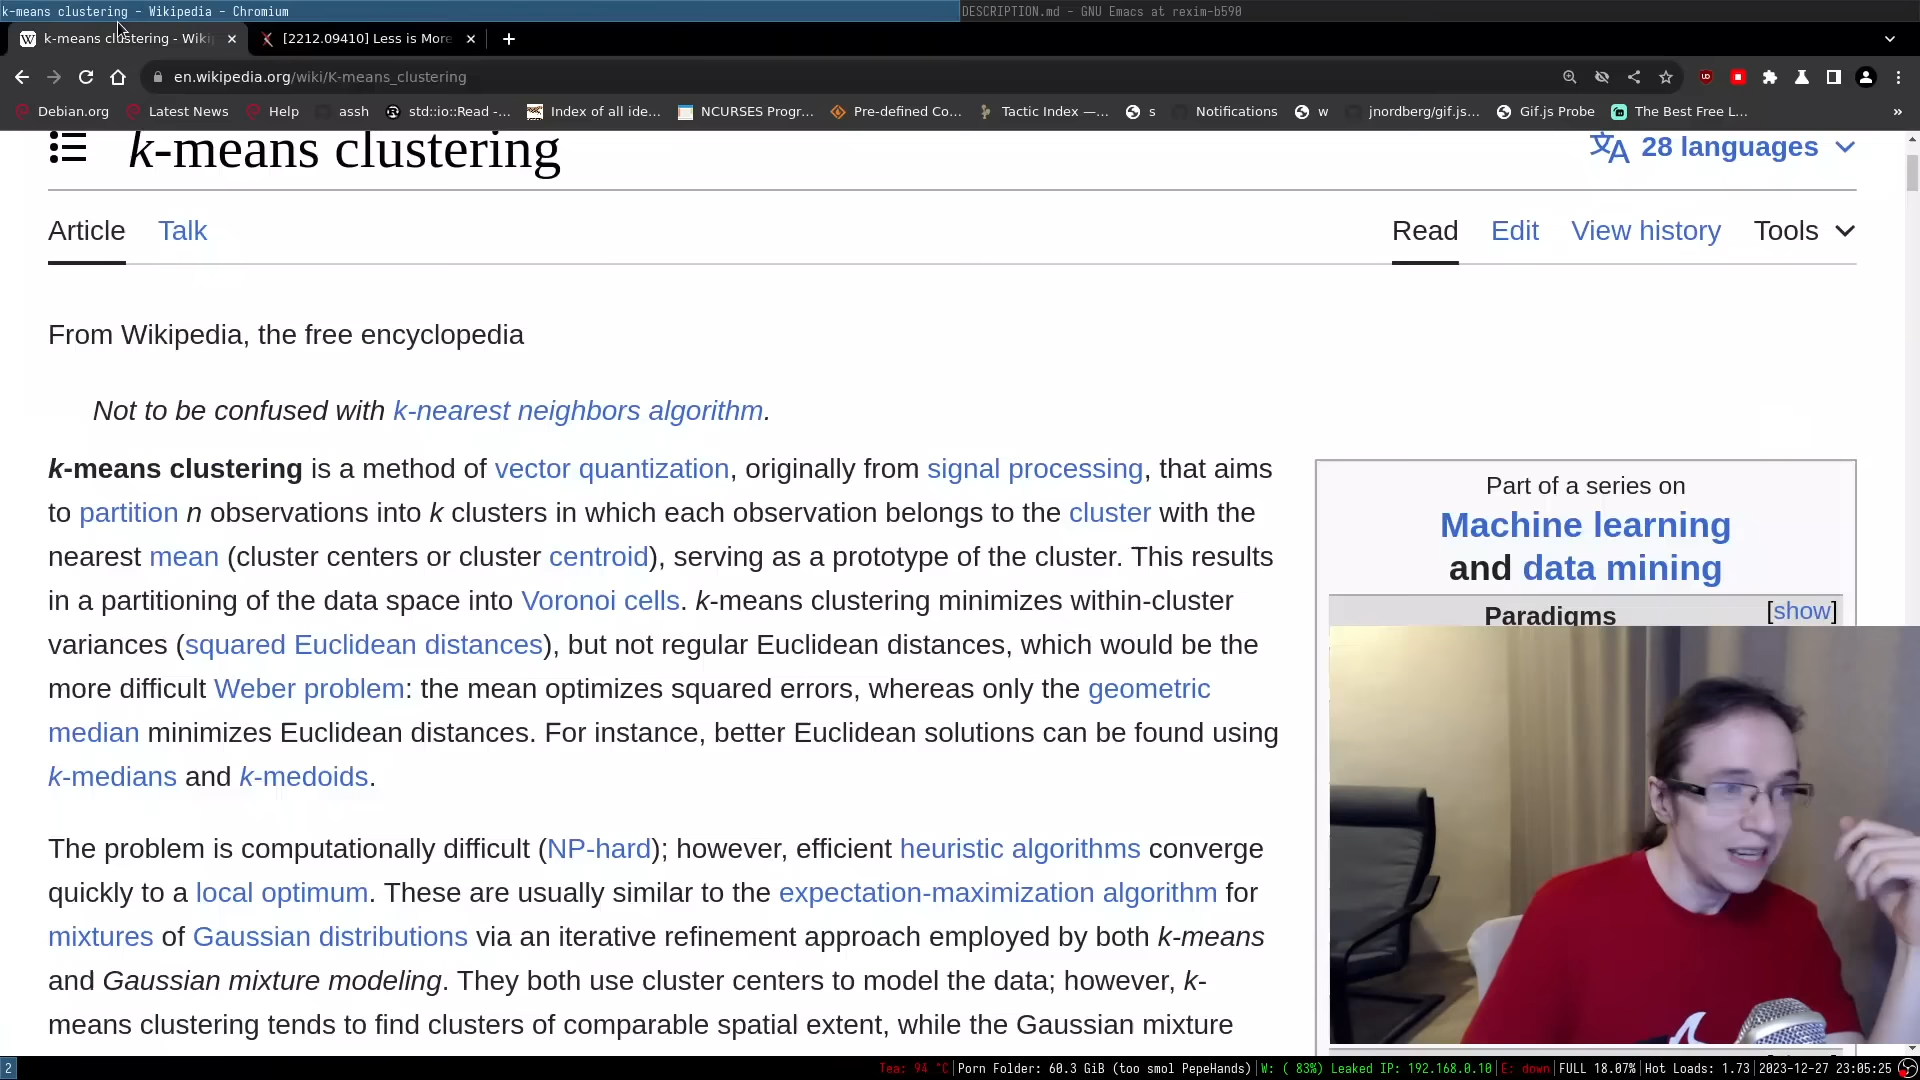 k-means clustering - Wikipedia - Chromium
DESCRIPTION.md - GNU Emacs at rexim-b590
k-means clustering - Wiki
[2212.09410] Less is More
en.wikipedia.org/wiki/K-means_clustering
Debian.org Latest News Help assh std::io::Read -... Index of all ide... NCURSES Progr... Pre-defined Co... Tactic Index —... s Notifications w jnordberg/gif.js... Gif.js Probe The Best Free L... »
k-means clustering
28 languages
Article Talk
Read Edit View history Tools
From Wikipedia, the free encyclopedia
Not to be confused with k-nearest neighbors algorithm.
k-means clustering is a method of vector quantization, originally from signal processing, that aims
to partition n observations into k clusters in which each observation belongs to the cluster with the
nearest mean (cluster centers or cluster centroid), serving as a prototype of the cluster. This results
in a partitioning of the data space into Voronoi cells. k-means clustering minimizes within-cluster
variances (squared Euclidean distances), but not regular Euclidean distances, which would be the
more difficult Weber problem: the mean optimizes squared errors, whereas only the geometric
median minimizes Euclidean distances. For instance, better Euclidean solutions can be found using
k-medians and k-medoids.
The problem is computationally difficult (NP-hard); however, efficient heuristic algorithms converge
quickly to a local optimum. These are usually similar to the expectation-maximization algorithm for
mixtures of Gaussian distributions via an iterative refinement approach employed by both k-means
and Gaussian mixture modeling. They both use cluster centers to model the data; however, k-
means clustering tends to find clusters of comparable spatial extent, while the Gaussian mixture
Part of a series on
Machine learning
and data mining
Paradigms [show]
2
Tea: 94 °C|Porn Folder: 60.3 GiB (too smol PepeHands)|W: ( 83%) Leaked IP: 192.168.0.10|E: down|FULL 18.07%|Hot Loads: 1.73|2023-12-27 23:05:25